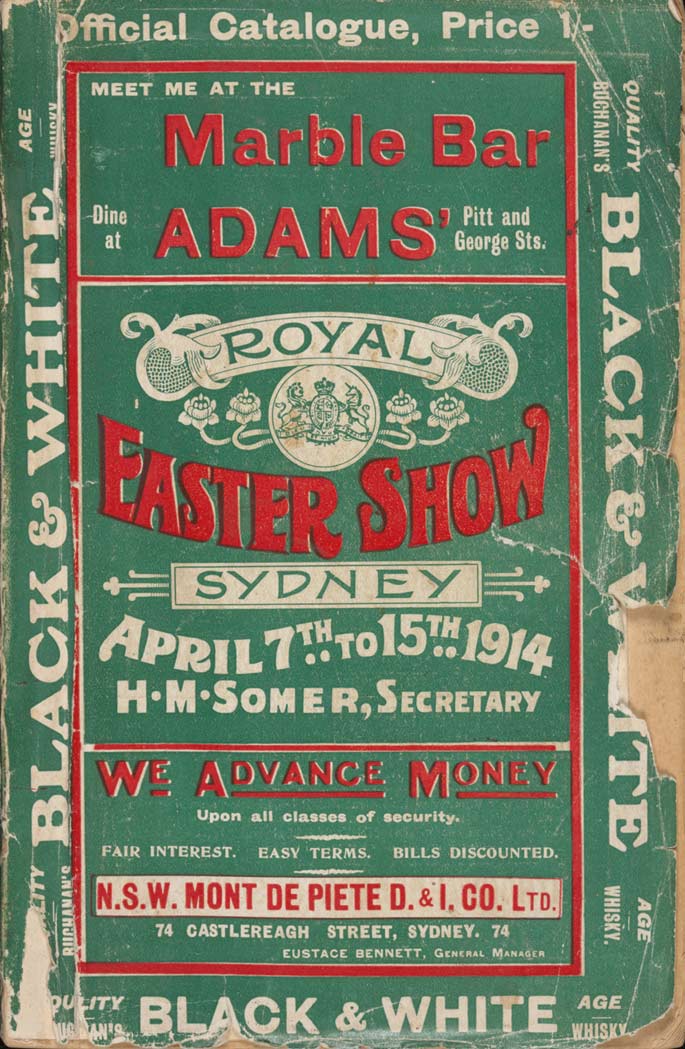 Official Catalogue, Price 1/-
MEET ME AT THE
Marble Bar
Dine at
ADAMS'
Pitt and George Sts.
ROYAL
EASTER SHOW
SYDNEY
APRIL 7TH TO 15TH 1914
H·M·SOMER, SECRETARY
WE ADVANCE MONEY
Upon all classes of security.
FAIR INTEREST. EASY TERMS. BILLS DISCOUNTED.
N.S.W. MONT DE PIETE D. & I. CO. LTD.
74 CASTLEREAGH STREET, SYDNEY. 74
EUSTACE BENNETT, GENERAL MANAGER
BLACK & WHITE
AGE
WHISKY
BUCHANAN'S
QUALITY
BUCHANAN'S
BLACK & WHITE
AGE
WHISKY.
BLACK & WHITE
AGE
WHISKY